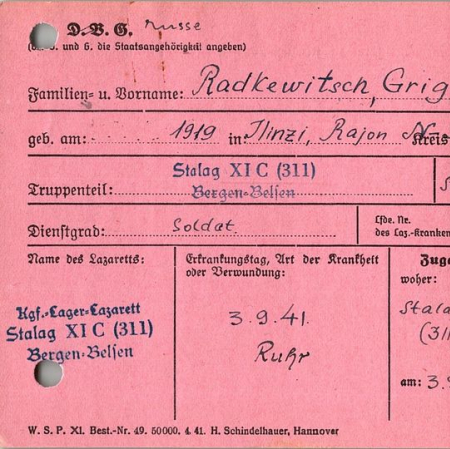 D.-V. G. Russe
(bei 5. und 6. die Staatsangehörigkeit angeben)
Familien- u. Vorname: Radkewitsch, Grig
geb. am: 1919 in: Ilinzi, Rajon Kreis
Stalag XI C (311)
Truppenteil: Bergen-Belsen
Dienstgrad: Soldat.
Lfde. Nr.
des Laz.-Kranken
Name des Lazaretts:
Kgf.-Lager-Lazarett
Stalag XI C (311)
Bergen-Belsen
Erkrankungstag, Art der Krankheit
oder Verwundung:
3.9.41.
Ruhr
Zuge
woher:
Stala
(31
am: 3.
W. S. P. XI. Best.-Nr. 49. 50000. 4. 41. H. Schindelhauer, Hannover